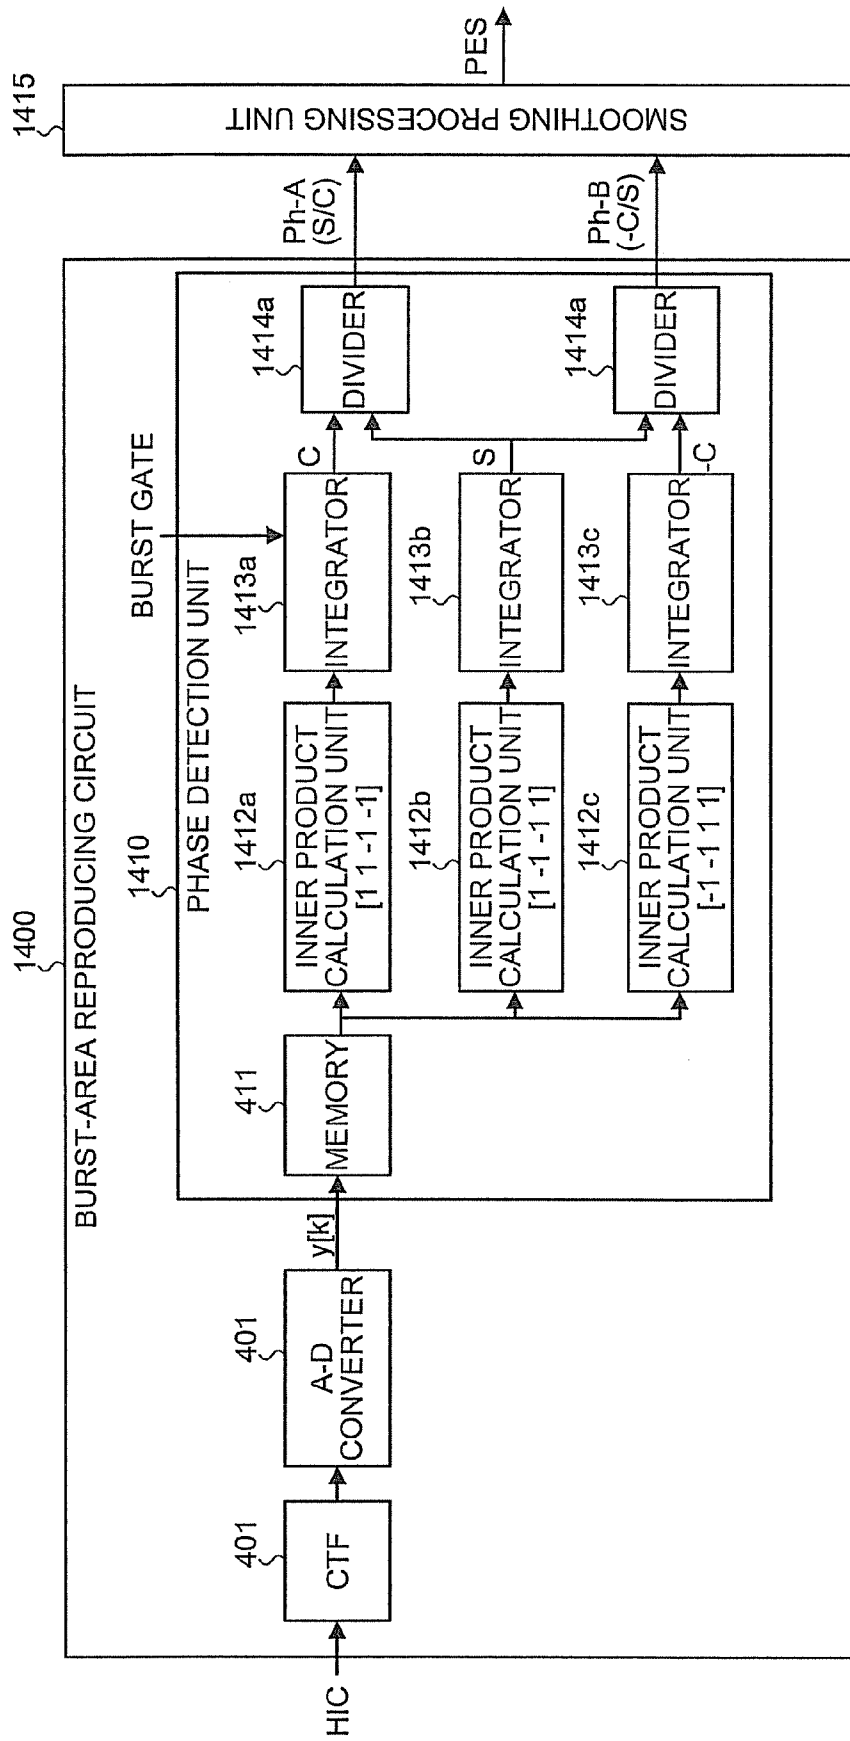 1400
BURST-AREA REPRODUCING CIRCUIT
HIC
401
CTF
401
A-D
CONVERTER
y[k]
1410
PHASE DETECTION UNIT
411
MEMORY
1412a
INNER PRODUCT
CALCULATION UNIT
[1 1 -1 -1]
1412b
INNER PRODUCT
CALCULATION UNIT
[1 -1 -1 1]
1412c
INNER PRODUCT
CALCULATION UNIT
[-1 -1 1 1]
BURST GATE
1413a
INTEGRATOR
C
1413b
INTEGRATOR
S
1413c
INTEGRATOR
-C
1414a
DIVIDER
1414a
DIVIDER
Ph-A
(S/C)
Ph-B
(-C/S)
1415
SMOOTHING PROCESSING UNIT
PES